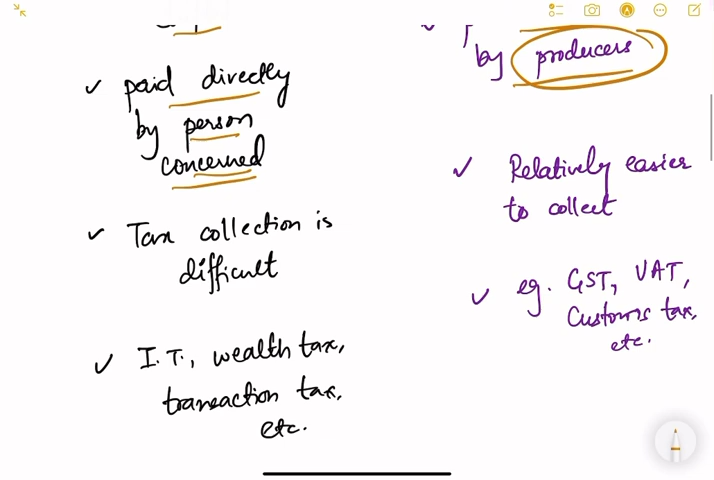 paid directly
by person
concerned
Tax collection is
difficult
I.T., wealth tax,
transaction tax,
etc.
by producers
Relatively easier
to collect
eg. GST, VAT,
Customs tax,
etc.